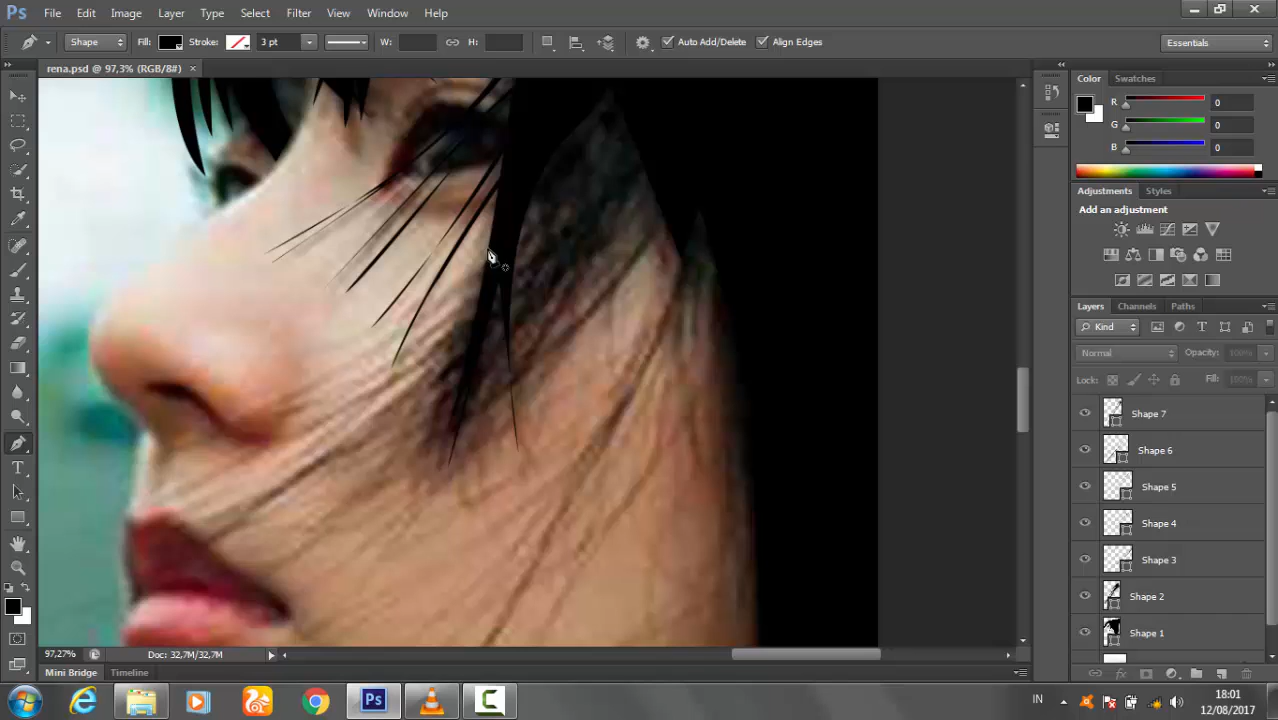 Ps File Edit Image Layer Type Select Filter View Window Help
Shape Fill: Stroke: 3 pt W: H: Auto Add/Delete Align Edges Essentials
rena.psd @ 97,3% (RGB/8#) ×
Color Swatches
R 0
G 0
B 0
Adjustments Styles
Add an adjustment
Layers Channels Paths
Kind
Normal Opacity: 100%
Lock: Fill: 100%
Shape 7
Shape 6
Shape 5
Shape 4
Shape 3
Shape 2
Shape 1
97,27% Doc: 32,7M/32,7M
Mini Bridge Timeline
Ps IN 18:01
12/08/2017